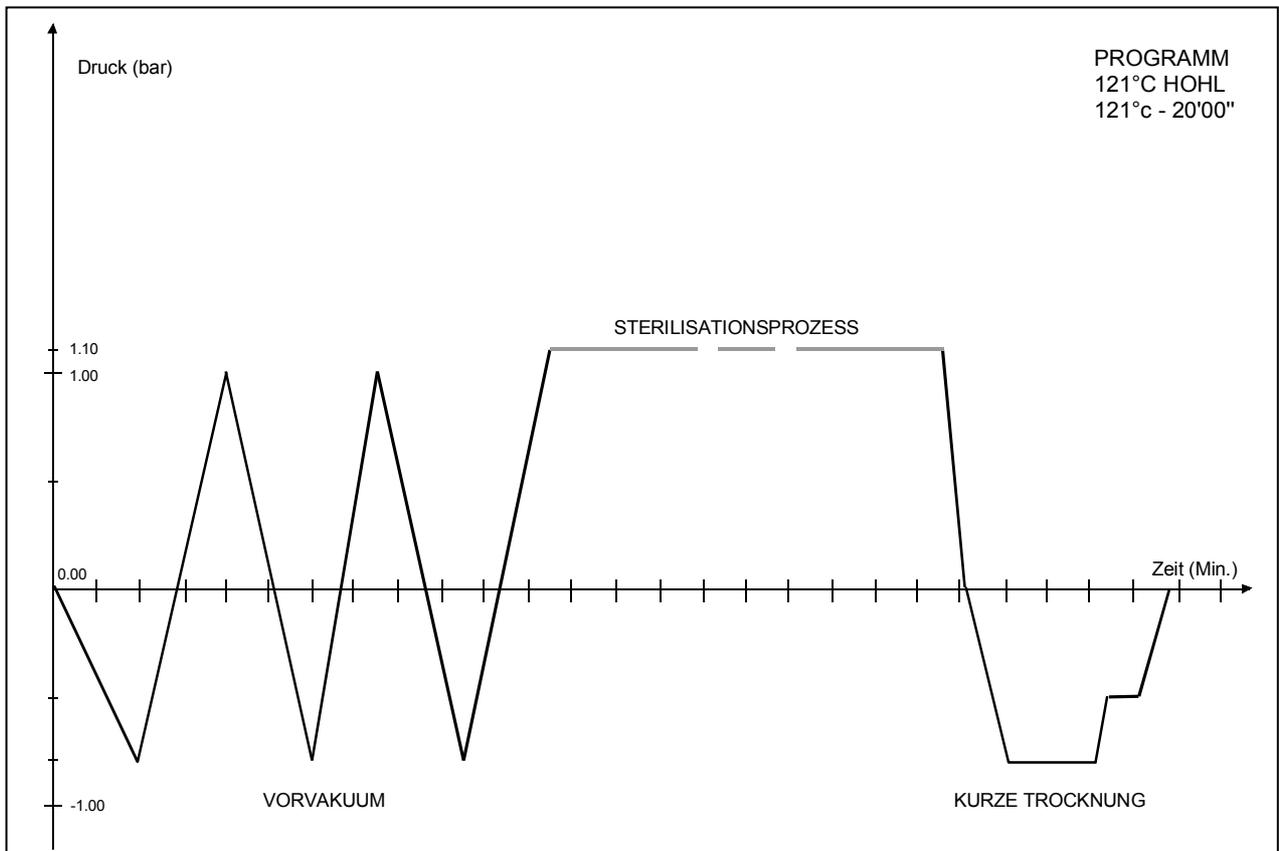 Druck (bar)
PROGRAMM
121°C HOHL
121°c - 20'00"
STERILISATIONSPROZESS
1.10
1.00
0.00
Zeit (Min.)
VORVAKUUM
KURZE TROCKNUNG
-1.00